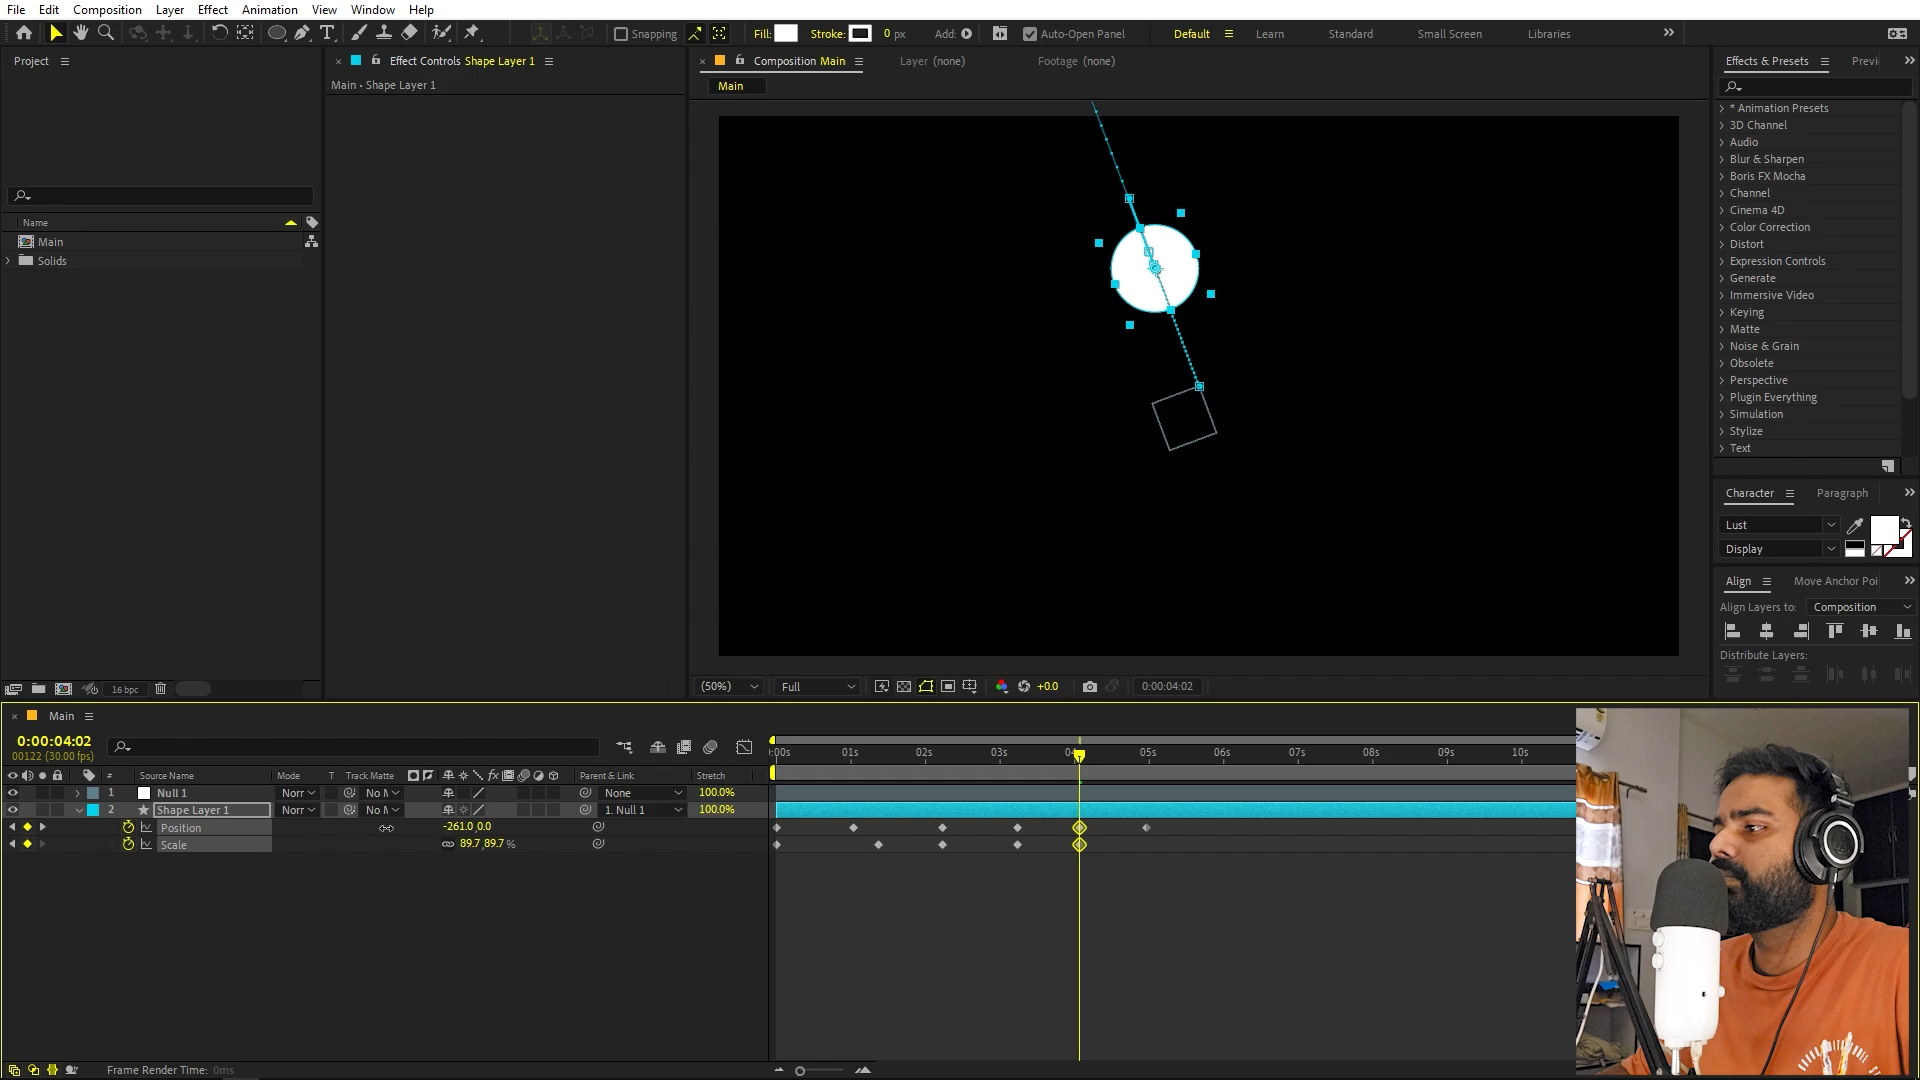 File Edit Composition Layer Effect Animation View Window Help
Snapping Fill: Stroke: 0 px Add: Auto-Open Panel Default Learn Standard Small Screen Libraries
Project
Effect Controls Shape Layer 1
Main • Shape Layer 1
Composition Main
Layer (none)
Footage (none)
Main
Name
Main
Solids
16 bpc
(50%) Full +0.0 0:00:04:02
Effects & Presets
* Animation Presets
3D Channel
Audio
Blur & Sharpen
Boris FX Mocha
Channel
Cinema 4D
Color Correction
Distort
Expression Controls
Generate
Immersive Video
Keying
Matte
Noise & Grain
Obsolete
Perspective
Plugin Everything
Simulation
Stylize
Text
Character Paragraph
Lust
Display
Align Move Anchor Poi
Align Layers to: Composition
Distribute Layers:
Main
0:00:04:02
00122 (30.00 fps)
:00s 01s 02s 03s 05s 06s 07s 08s 09s 10s
# Source Name Mode T Track Matte fx Parent & Link Stretch
1 Null 1 Norr No M None 100.0%
2 Shape Layer 1 Norr No M 1. Null 1 100.0%
Position -261.0,0.0
Scale 89.7,89.7 %
Frame Render Time: 0ms